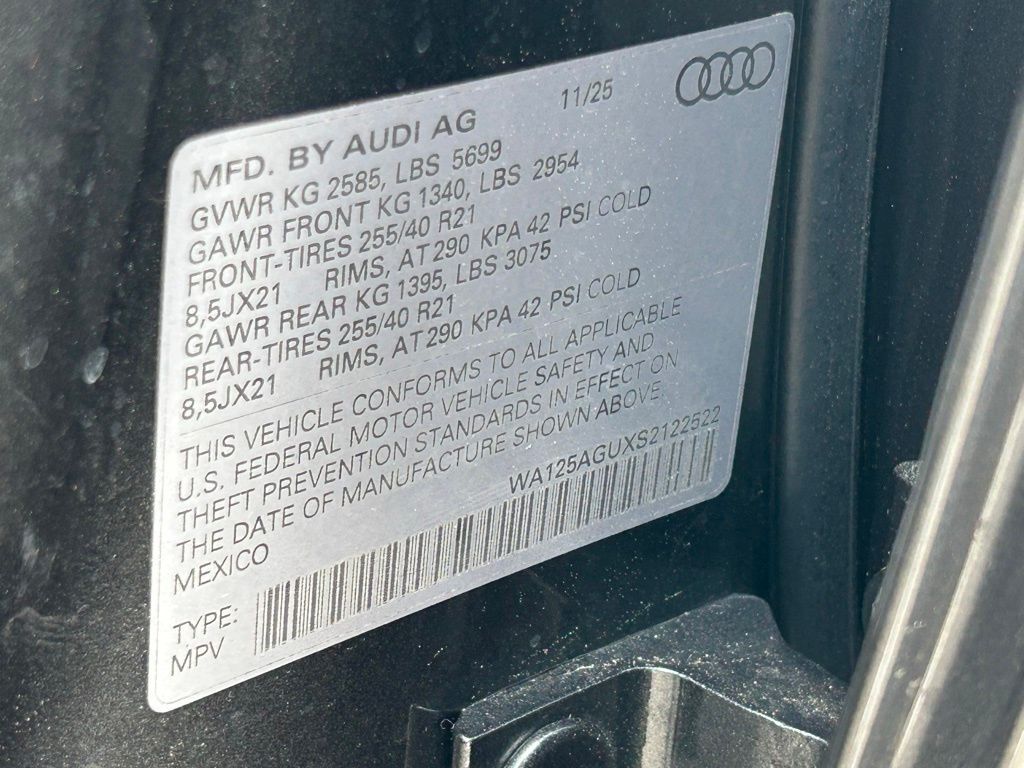 11/25
MFD. BY AUDI AG
GVWR KG 2585, LBS 5699
GAWR FRONT KG 1340, LBS 2954
FRONT-TIRES 255/40 R21
8,5JX21 RIMS, AT 290 KPA 42 PSI COLD
GAWR REAR KG 1395, LBS 3075
REAR-TIRES 255/40 R21
8,5JX21 RIMS, AT 290 KPA 42 PSI COLD
THIS VEHICLE CONFORMS TO ALL APPLICABLE
U.S. FEDERAL MOTOR VEHICLE SAFETY AND
THEFT PREVENTION STANDARDS IN EFFECT ON
THE DATE OF MANUFACTURE SHOWN ABOVE.
MEXICO
WA125AGUXS2122522
TYPE:
MPV